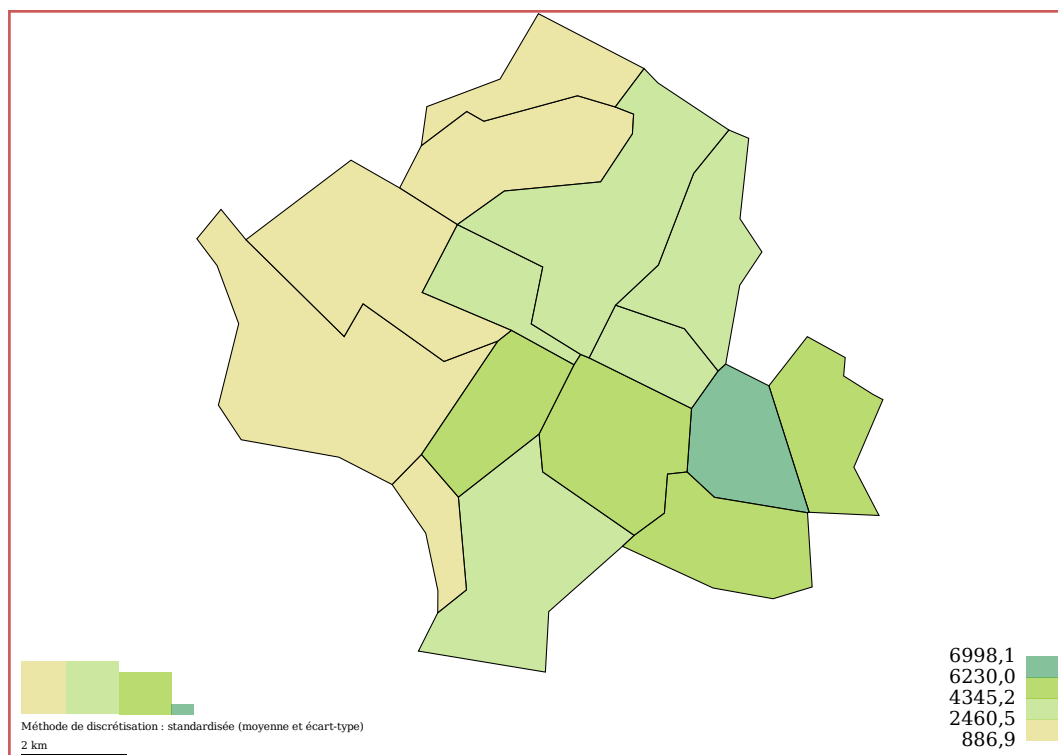 6998,1
6230,0
4345,2
2460,5
886,9
Méthode de discrétisation : standardisée (moyenne et écart-type)
2 km